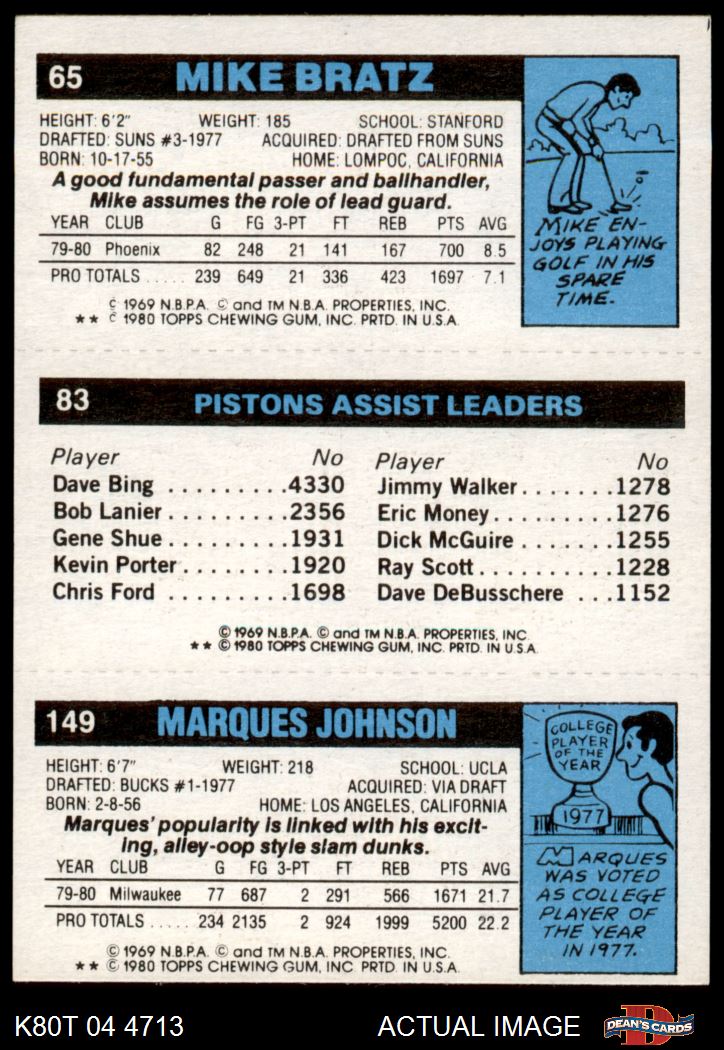 65 MIKE BRATZ
HEIGHT: 6'2" WEIGHT: 185 SCHOOL: STANFORD
DRAFTED: SUNS #3-1977 ACQUIRED: DRAFTED FROM SUNS
BORN: 10-17-55 HOME: LOMPOC, CALIFORNIA
A good fundamental passer and ballhandler,
Mike assumes the role of lead guard.
YEAR CLUB G FG 3-PT FT REB PTS AVG
79-80 Phoenix 82 248 21 141 167 700 8.5
PRO TOTALS ..... 239 649 21 336 423 1697 7.1
© 1969 N.B.P.A. © and TM N.B.A. PROPERTIES, INC.
** © 1980 TOPPS CHEWING GUM, INC. PRTD. IN U.S.A.
MIKE EN-
JOYS PLAYING
GOLF IN HIS
SPARE
TIME.
83 PISTONS ASSIST LEADERS
Player No Player No
Dave Bing .........4330 Jimmy Walker.......1278
Bob Lanier.........2356 Eric Money.........1276
Gene Shue.........1931 Dick McGuire .......1255
Kevin Porter........1920 Ray Scott..........1228
Chris Ford .........1698 Dave DeBusschere ...1152
© 1969 N.B.P.A. © and TM N.B.A. PROPERTIES, INC.
** © 1980 TOPPS CHEWING GUM, INC. PRTD. IN U.S.A.
149 MARQUES JOHNSON
HEIGHT: 6'7" WEIGHT: 218 SCHOOL: UCLA
DRAFTED: BUCKS #1-1977 ACQUIRED: VIA DRAFT
BORN: 2-8-56 HOME: LOS ANGELES, CALIFORNIA
Marques' popularity is linked with his excit-
ing, alley-oop style slam dunks.
YEAR CLUB G FG 3-PT FT REB PTS AVG
79-80 Milwaukee 77 687 2 291 566 1671 21.7
PRO TOTALS ..... 234 2135 2 924 1999 5200 22.2
© 1969 N.B.P.A. © and TM N.B.A. PROPERTIES, INC.
** © 1980 TOPPS CHEWING GUM, INC. PRTD. IN U.S.A.
COLLEGE
PLAYER
OF THE
YEAR
1977
MARQUES
WAS VOTED
AS COLLEGE
PLAYER OF
THE YEAR
IN 1977.
K80T 04 4713 ACTUAL IMAGE D DEAN'S CARDS